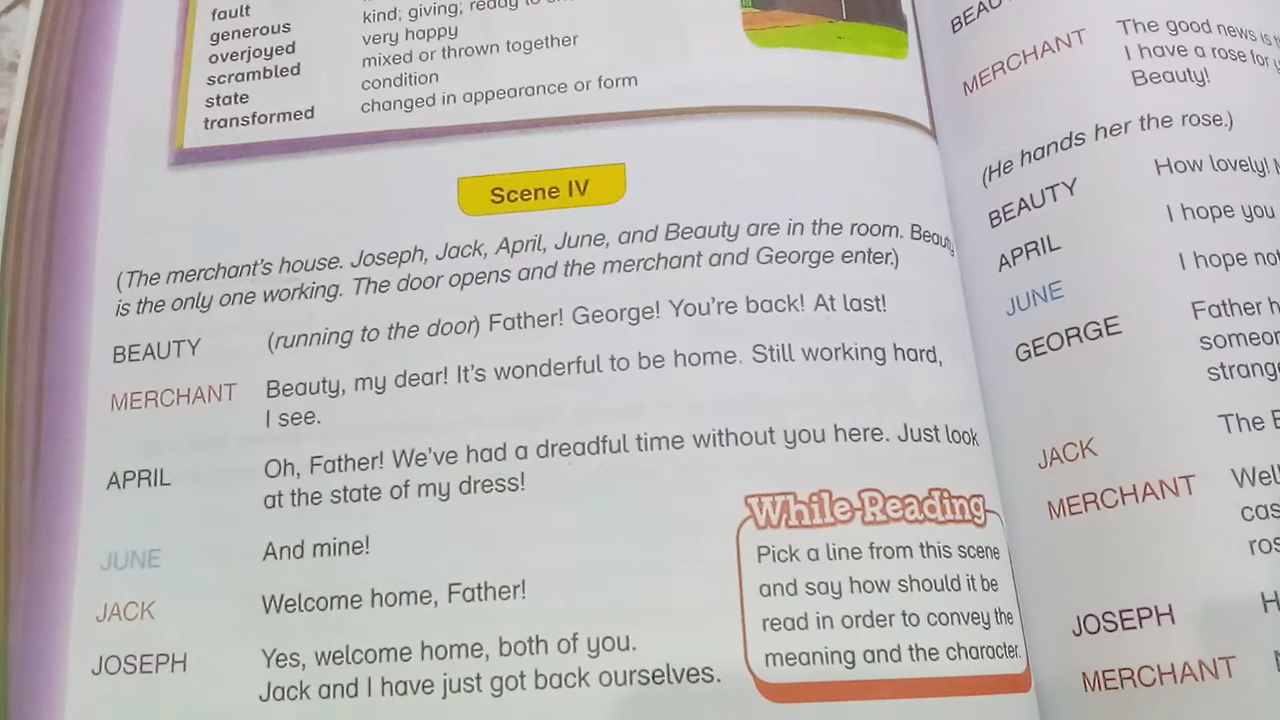 fault
generous kind; giving; ready to
overjoyed very happy
scrambled mixed or thrown together
state condition
transformed changed in appearance or form
Scene IV
(The merchant's house. Joseph, Jack, April, June, and Beauty are in the room. Beauty
is the only one working. The door opens and the merchant and George enter.)
BEAUTY (running to the door) Father! George! You're back! At last!
MERCHANT Beauty, my dear! It's wonderful to be home. Still working hard,
I see.
APRIL Oh, Father! We've had a dreadful time without you here. Just look
at the state of my dress!
JUNE And mine!
JACK Welcome home, Father!
JOSEPH Yes, welcome home, both of you.
Jack and I have just got back ourselves.
While-Reading
Pick a line from this scene
and say how should it be
read in order to convey the
meaning and the character.
MERCHANT The good news is
I have a rose for
Beauty!
(He hands her the rose.)
BEAUTY How lovely!
APRIL I hope you
JUNE I hope
GEORGE Father
JACK The
MERCHANT
JOSEPH
MERCHANT